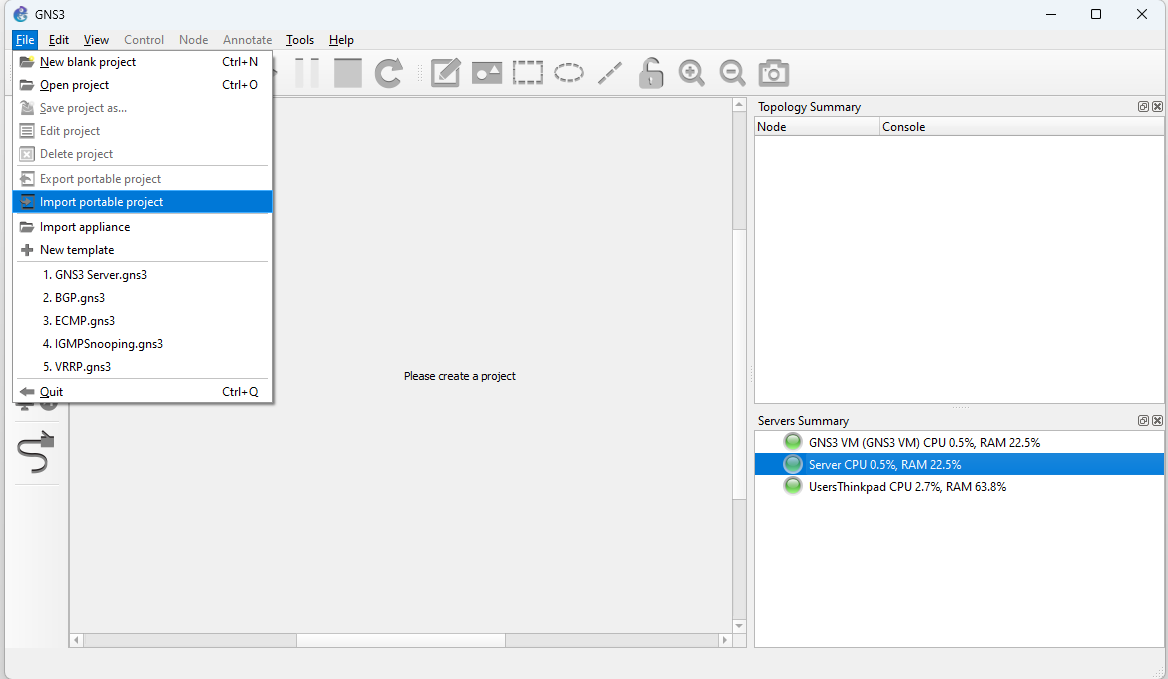 GNS3
File Edit View Control Node Annotate Tools Help
New blank project Ctrl+N
Open project Ctrl+O
Save project as...
Edit project
Delete project
Export portable project
Import portable project
Import appliance
New template
1. GNS3 Server.gns3
2. BGP.gns3
3. ECMP.gns3
4. IGMPSnooping.gns3
5. VRRP.gns3
Quit Ctrl+Q
Please create a project
Topology Summary
Node Console
Servers Summary
GNS3 VM (GNS3 VM) CPU 0.5%, RAM 22.5%
Server CPU 0.5%, RAM 22.5%
UsersThinkpad CPU 2.7%, RAM 63.8%